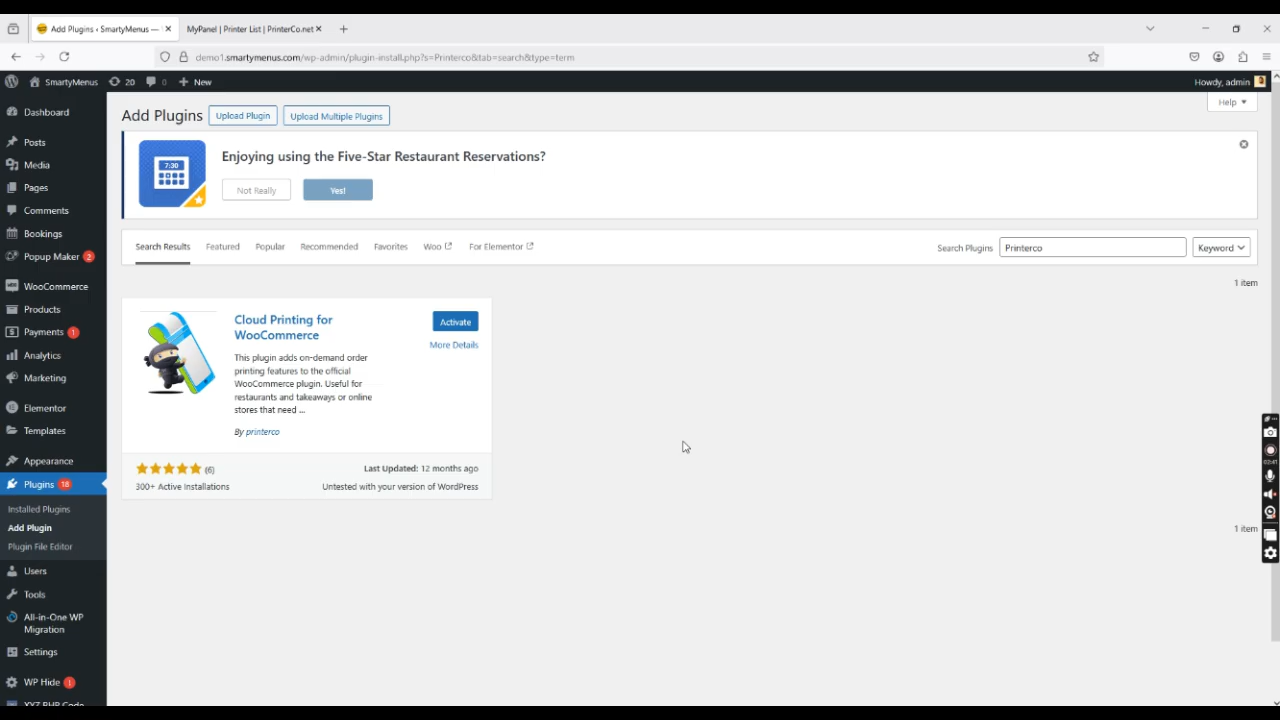 Add Plugins ‹ SmartyMenus —
MyPanel | Printer List | PrinterCo.net
demo1.smartymenus.com/wp-admin/plugin-install.php?s=Printerco&tab=search&type=term
SmartyMenus
20
0
New
Howdy, admin
Help
Dashboard
Posts
Media
Pages
Comments
Bookings
Popup Maker 2
WooCommerce
Products
Payments 1
Analytics
Marketing
Elementor
Templates
Appearance
Plugins 18
Installed Plugins
Add Plugin
Plugin File Editor
Users
Tools
All-in-One WP
Migration
Settings
WP Hide 1
XYZ PHP Code
Add Plugins
Upload Plugin
Upload Multiple Plugins
7:30
Enjoying using the Five-Star Restaurant Reservations?
Not Really
Yes!
Search Results
Featured
Popular
Recommended
Favorites
Woo
For Elementor
Search Plugins
Printerco
Keyword
1 item
Cloud Printing for
WooCommerce
Activate
More Details
This plugin adds on-demand order
printing features to the official
WooCommerce plugin. Useful for
restaurants and takeaways or online
stores that need ...
By printerco
(6)
Last Updated: 12 months ago
300+ Active Installations
Untested with your version of WordPress
1 item